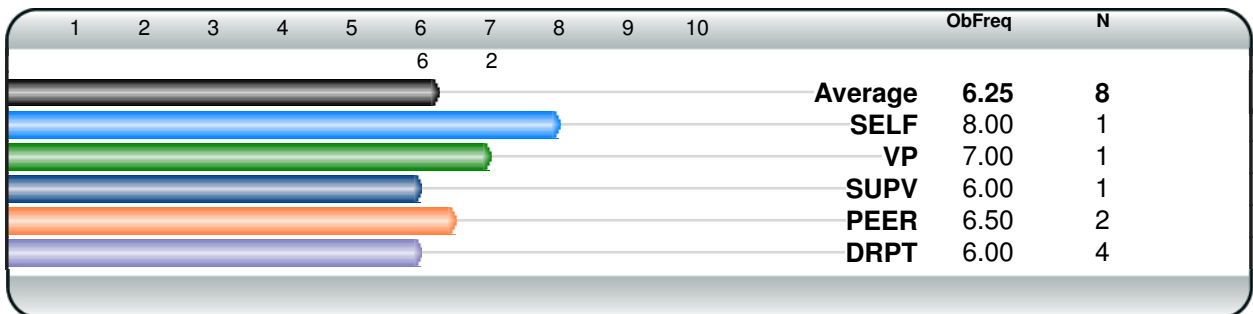 1 2 3 4 5 6 7 8 9 10 ObFreq N
6 2
Average 6.25 8
SELF 8.00 1
VP 7.00 1
SUPV 6.00 1
PEER 6.50 2
DRPT 6.00 4